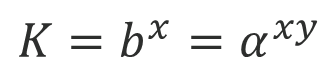 K = b^x = α^{xy}